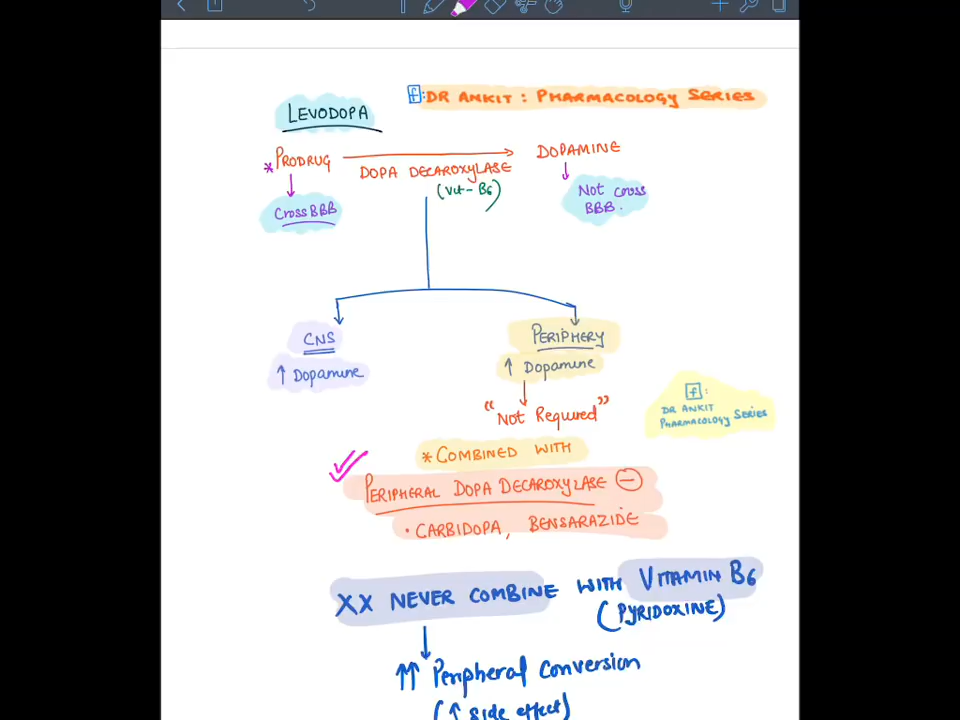 f: DR ANKIT : PHARMACOLOGY SERIES
LEVODOPA
*PRODRUG
DOPA DECAROXYLASE
(Vit-B6)
DOPAMINE
Cross BBB
Not cross
BBB.
CNS
↑ Dopamine
PERIPHERY
↑ Dopamine
"Not Required"
f:
DR ANKIT
PHARMACOLOGY SERIES
*COMBINED WITH
PERIPHERAL DOPA DECAROXYLASE ⊖
• CARBIDOPA, BENSARAZIDE
XX NEVER COMBINE WITH VITAMIN B6
(PYRIDOXINE)
↑↑ Peripheral conversion
(↑ side effect)